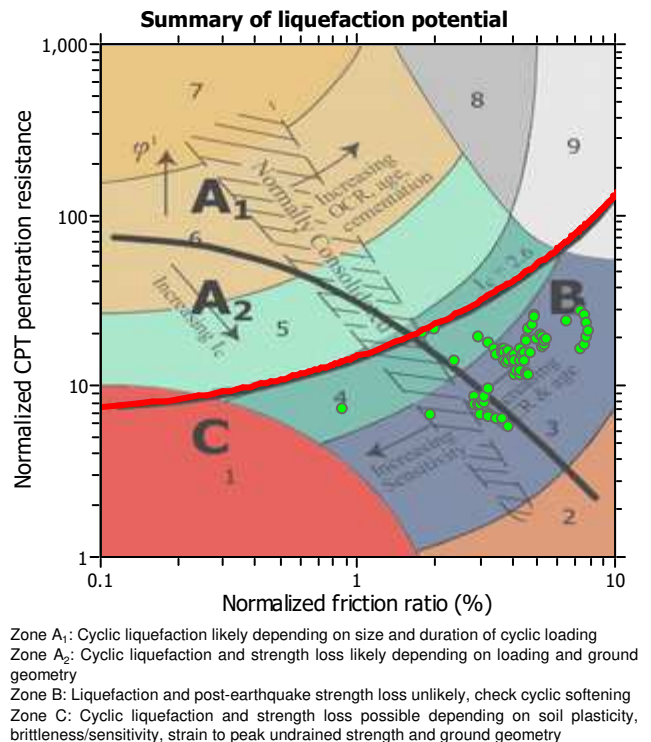 Summary of liquefaction potential
Normalized CPT penetration resistance
1,000
100
10
1
7
8
9
φ'
A1
Increasing
OCR, age,
cementation
Normally Consolidated
6
A2
Increasing Ic
5
Ic = 2.6
B
4
& age
3
C
Increasing
Sensitivity
1
2
0.1
1
10
Normalized friction ratio (%)
Zone A1: Cyclic liquefaction likely depending on size and duration of cyclic loading
Zone A2: Cyclic liquefaction and strength loss likely depending on loading and ground
geometry
Zone B: Liquefaction and post-earthquake strength loss unlikely, check cyclic softening
Zone C: Cyclic liquefaction and strength loss possible depending on soil plasticity,
brittleness/sensitivity, strain to peak undrained strength and ground geometry